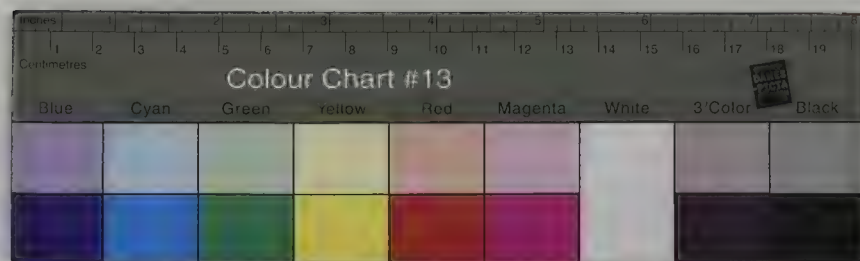 Inches 1 2 3 4 5 6 7 8
1 2 3 4 5 6 7 8 9 10 11 12 13 14 15 16 17 18 19
Centimetres
Colour Chart #13
Blue Cyan Green Yellow Red Magenta White 3/Color Black